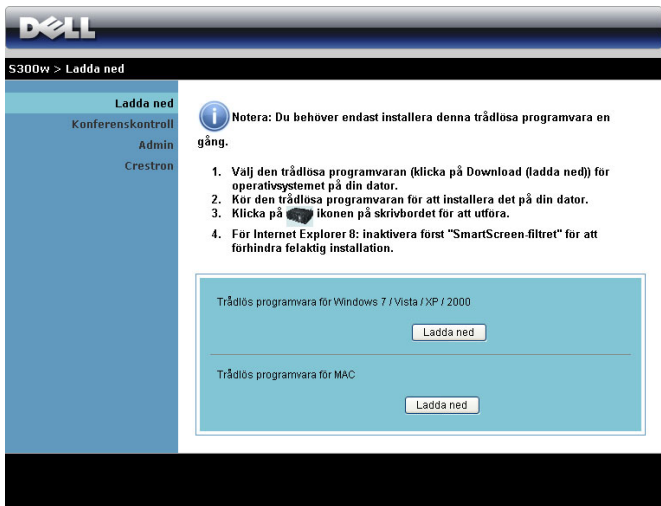 DELL
S300w > Ladda ned
Ladda ned
Konferenskontroll
Admin
Crestron
Notera: Du behöver endast installera denna trådlösa programvara en
gång.
1. Välj den trådlösa programvaran (klicka på Download (ladda ned)) för
operativsystemet på din dator.
2. Kör den trådlösa programvaran för att installera det på din dator.
3. Klicka på ikonen på skrivbordet för att utföra.
4. För Internet Explorer 8: inaktivera först "SmartScreen-filtret" för att
förhindra felaktig installation.
Trådlös programvara för Windows 7 / Vista / XP / 2000
Ladda ned
Trådlös programvara för MAC
Ladda ned